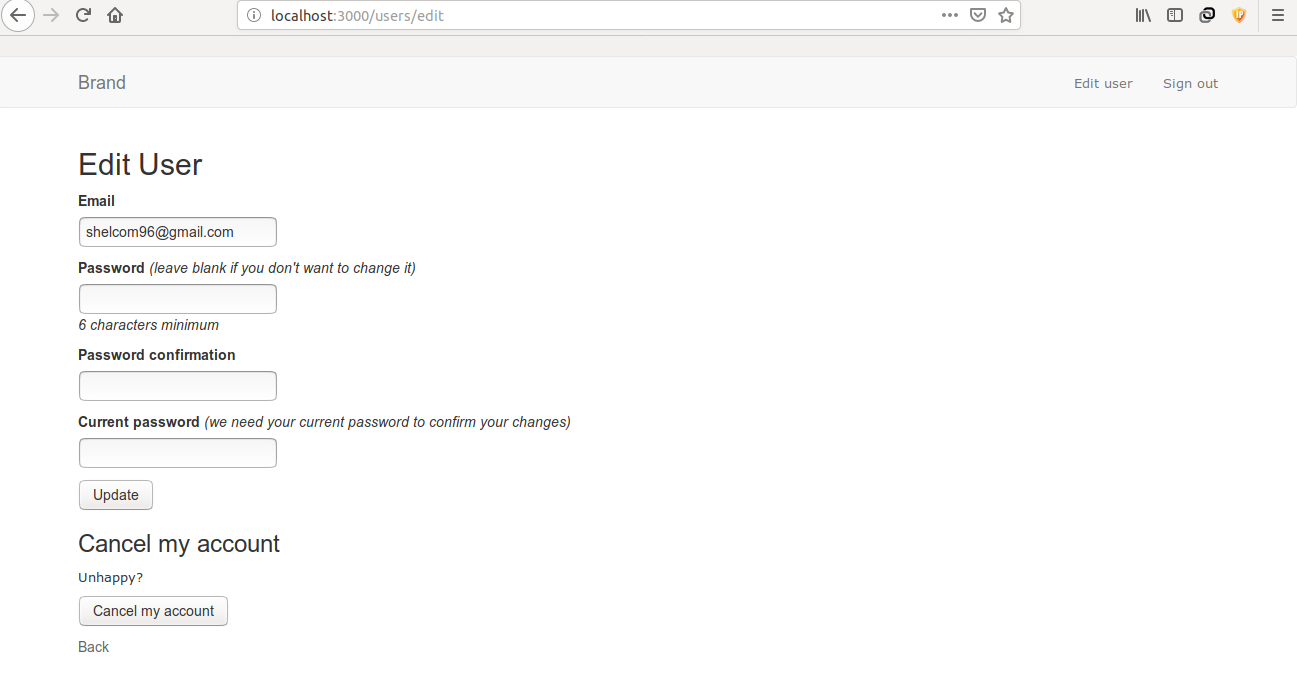 localhost:3000/users/edit
Brand
Edit user Sign out
Edit User
Email
shelcom96@gmail.com
Password (leave blank if you don't want to change it)
6 characters minimum
Password confirmation
Current password (we need your current password to confirm your changes)
Update
Cancel my account
Unhappy?
Cancel my account
Back